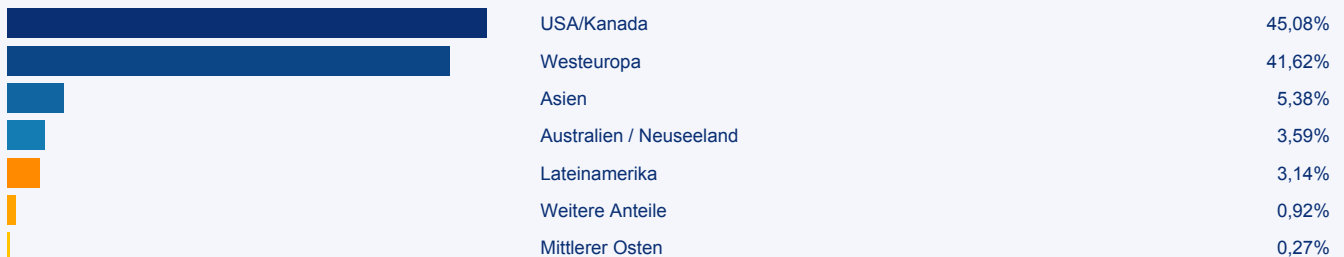 USA/Kanada 45,08%
Westeuropa 41,62%
Asien 5,38%
Australien / Neuseeland 3,59%
Lateinamerika 3,14%
Weitere Anteile 0,92%
Mittlerer Osten 0,27%